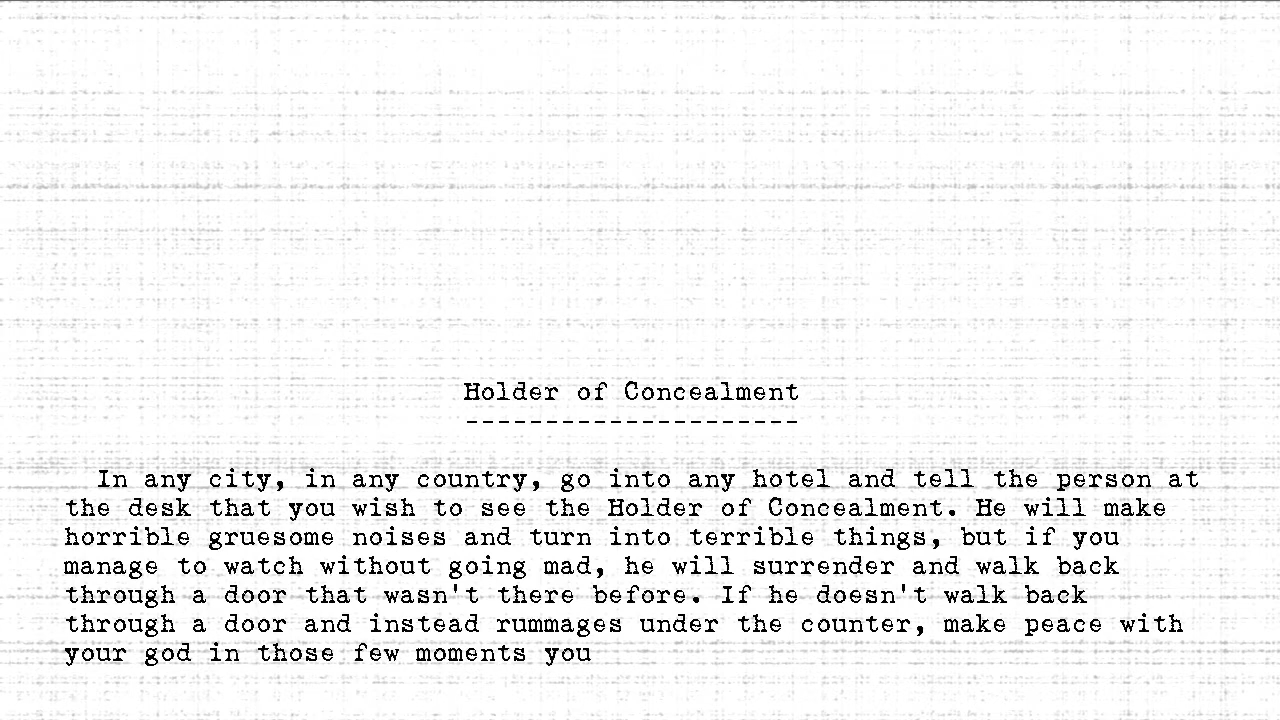 Holder of Concealment
---------------------
In any city, in any country, go into any hotel and tell the person at
the desk that you wish to see the Holder of Concealment. He will make
horrible gruesome noises and turn into terrible things, but if you
manage to watch without going mad, he will surrender and walk back
through a door that wasn't there before. If he doesn't walk back
through a door and instead rummages under the counter, make peace with
your god in those few moments you